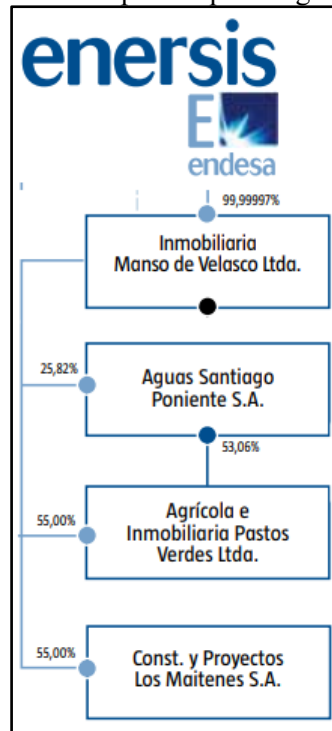 enersis
E
endesa
99,99997%
Inmobiliaria
Manso de Velasco Ltda.
25,82%
Aguas Santiago
Poniente S.A.
53,06%
55,00%
Agrícola e
Inmobiliaria Pastos
Verdes Ltda.
55,00%
Const. y Proyectos
Los Maitenes S.A.